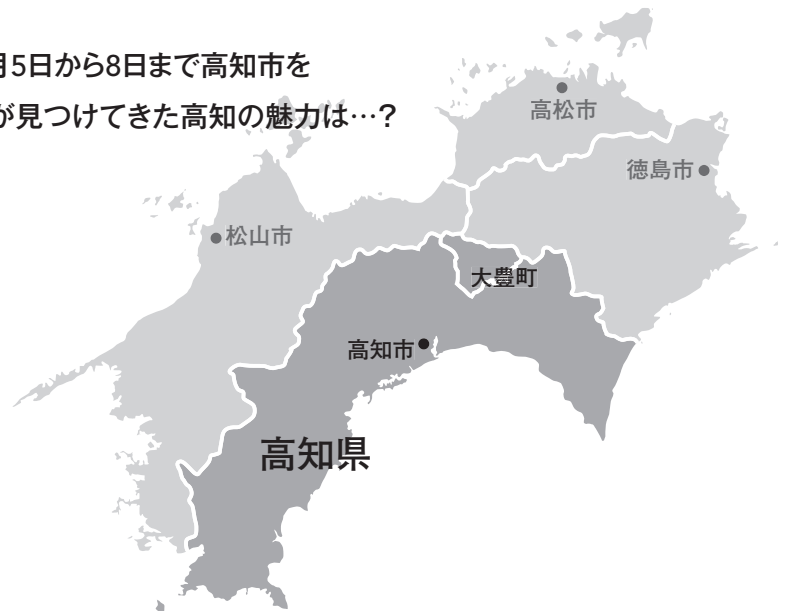 月5日から8日まで高知市を
が見つけてきた高知の魅力は…?
高松市
徳島市
松山市
大豊町
高知市
高知県